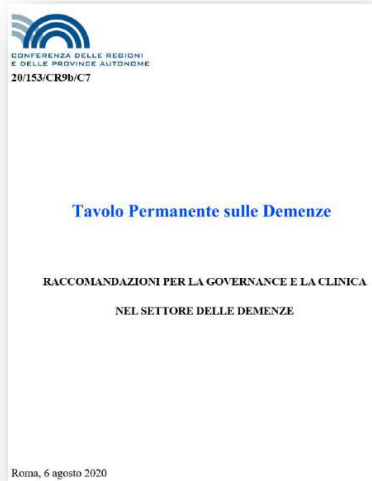 CONFERENZA DELLE REGIONI
E DELLE PROVINCE AUTONOME
20/153/CR9b/C7
Tavolo Permanente sulle Demenze
RACCOMANDAZIONI PER LA GOVERNANCE E LA CLINICA
NEL SETTORE DELLE DEMENZE
Roma, 6 agosto 2020